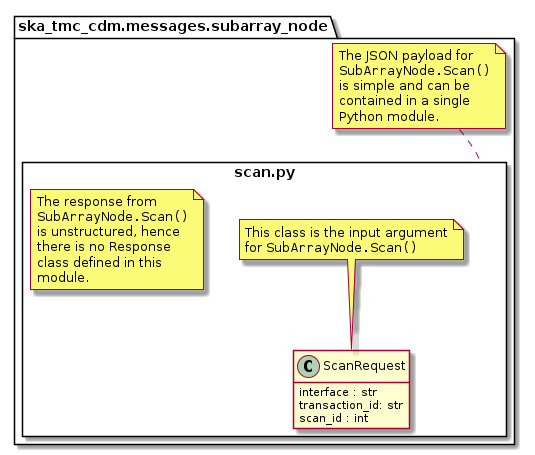 ska_tmc_cdm.messages.subarray_node
The JSON payload for
SubArrayNode.Scan()
is simple and can be
contained in a single
Python module.
scan.py
The response from
SubArrayNode.Scan()
is unstructured, hence
there is no Response
class defined in this
module.
This class is the input argument
for SubArrayNode.Scan()
C ScanRequest
interface : str
transaction_id: str
scan_id : int